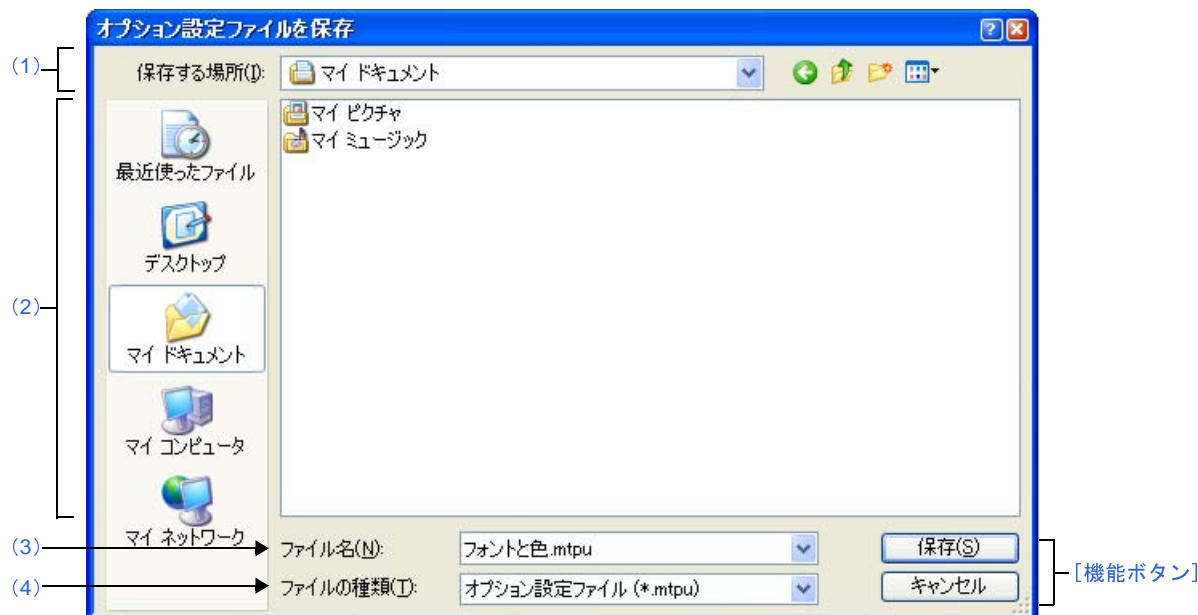 オプション設定ファイルを保存
(1)
保存する場所(I):
マイ ドキュメント
(2)
マイ ピクチャ
マイ ミュージック
最近使ったファイル
デスクトップ
マイ ドキュメント
マイ コンピュータ
マイ ネットワーク
(3)
ファイル名(N):
フォントと色.mtpu
保存(S)
(4)
ファイルの種類(T):
オプション設定ファイル (*.mtpu)
キャンセル
[機能ボタン]